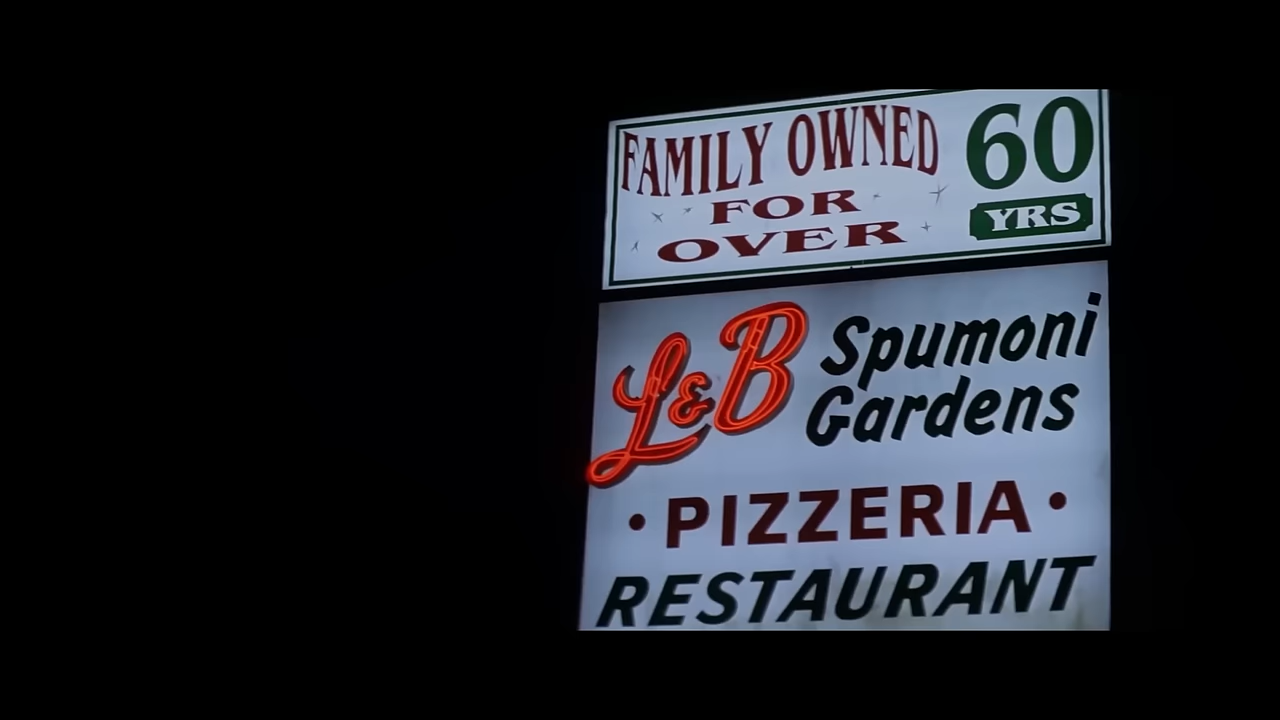 FAMILY OWNED
FOR
OVER
60
YRS
L&B Spumoni
Gardens
• PIZZERIA •
RESTAURANT